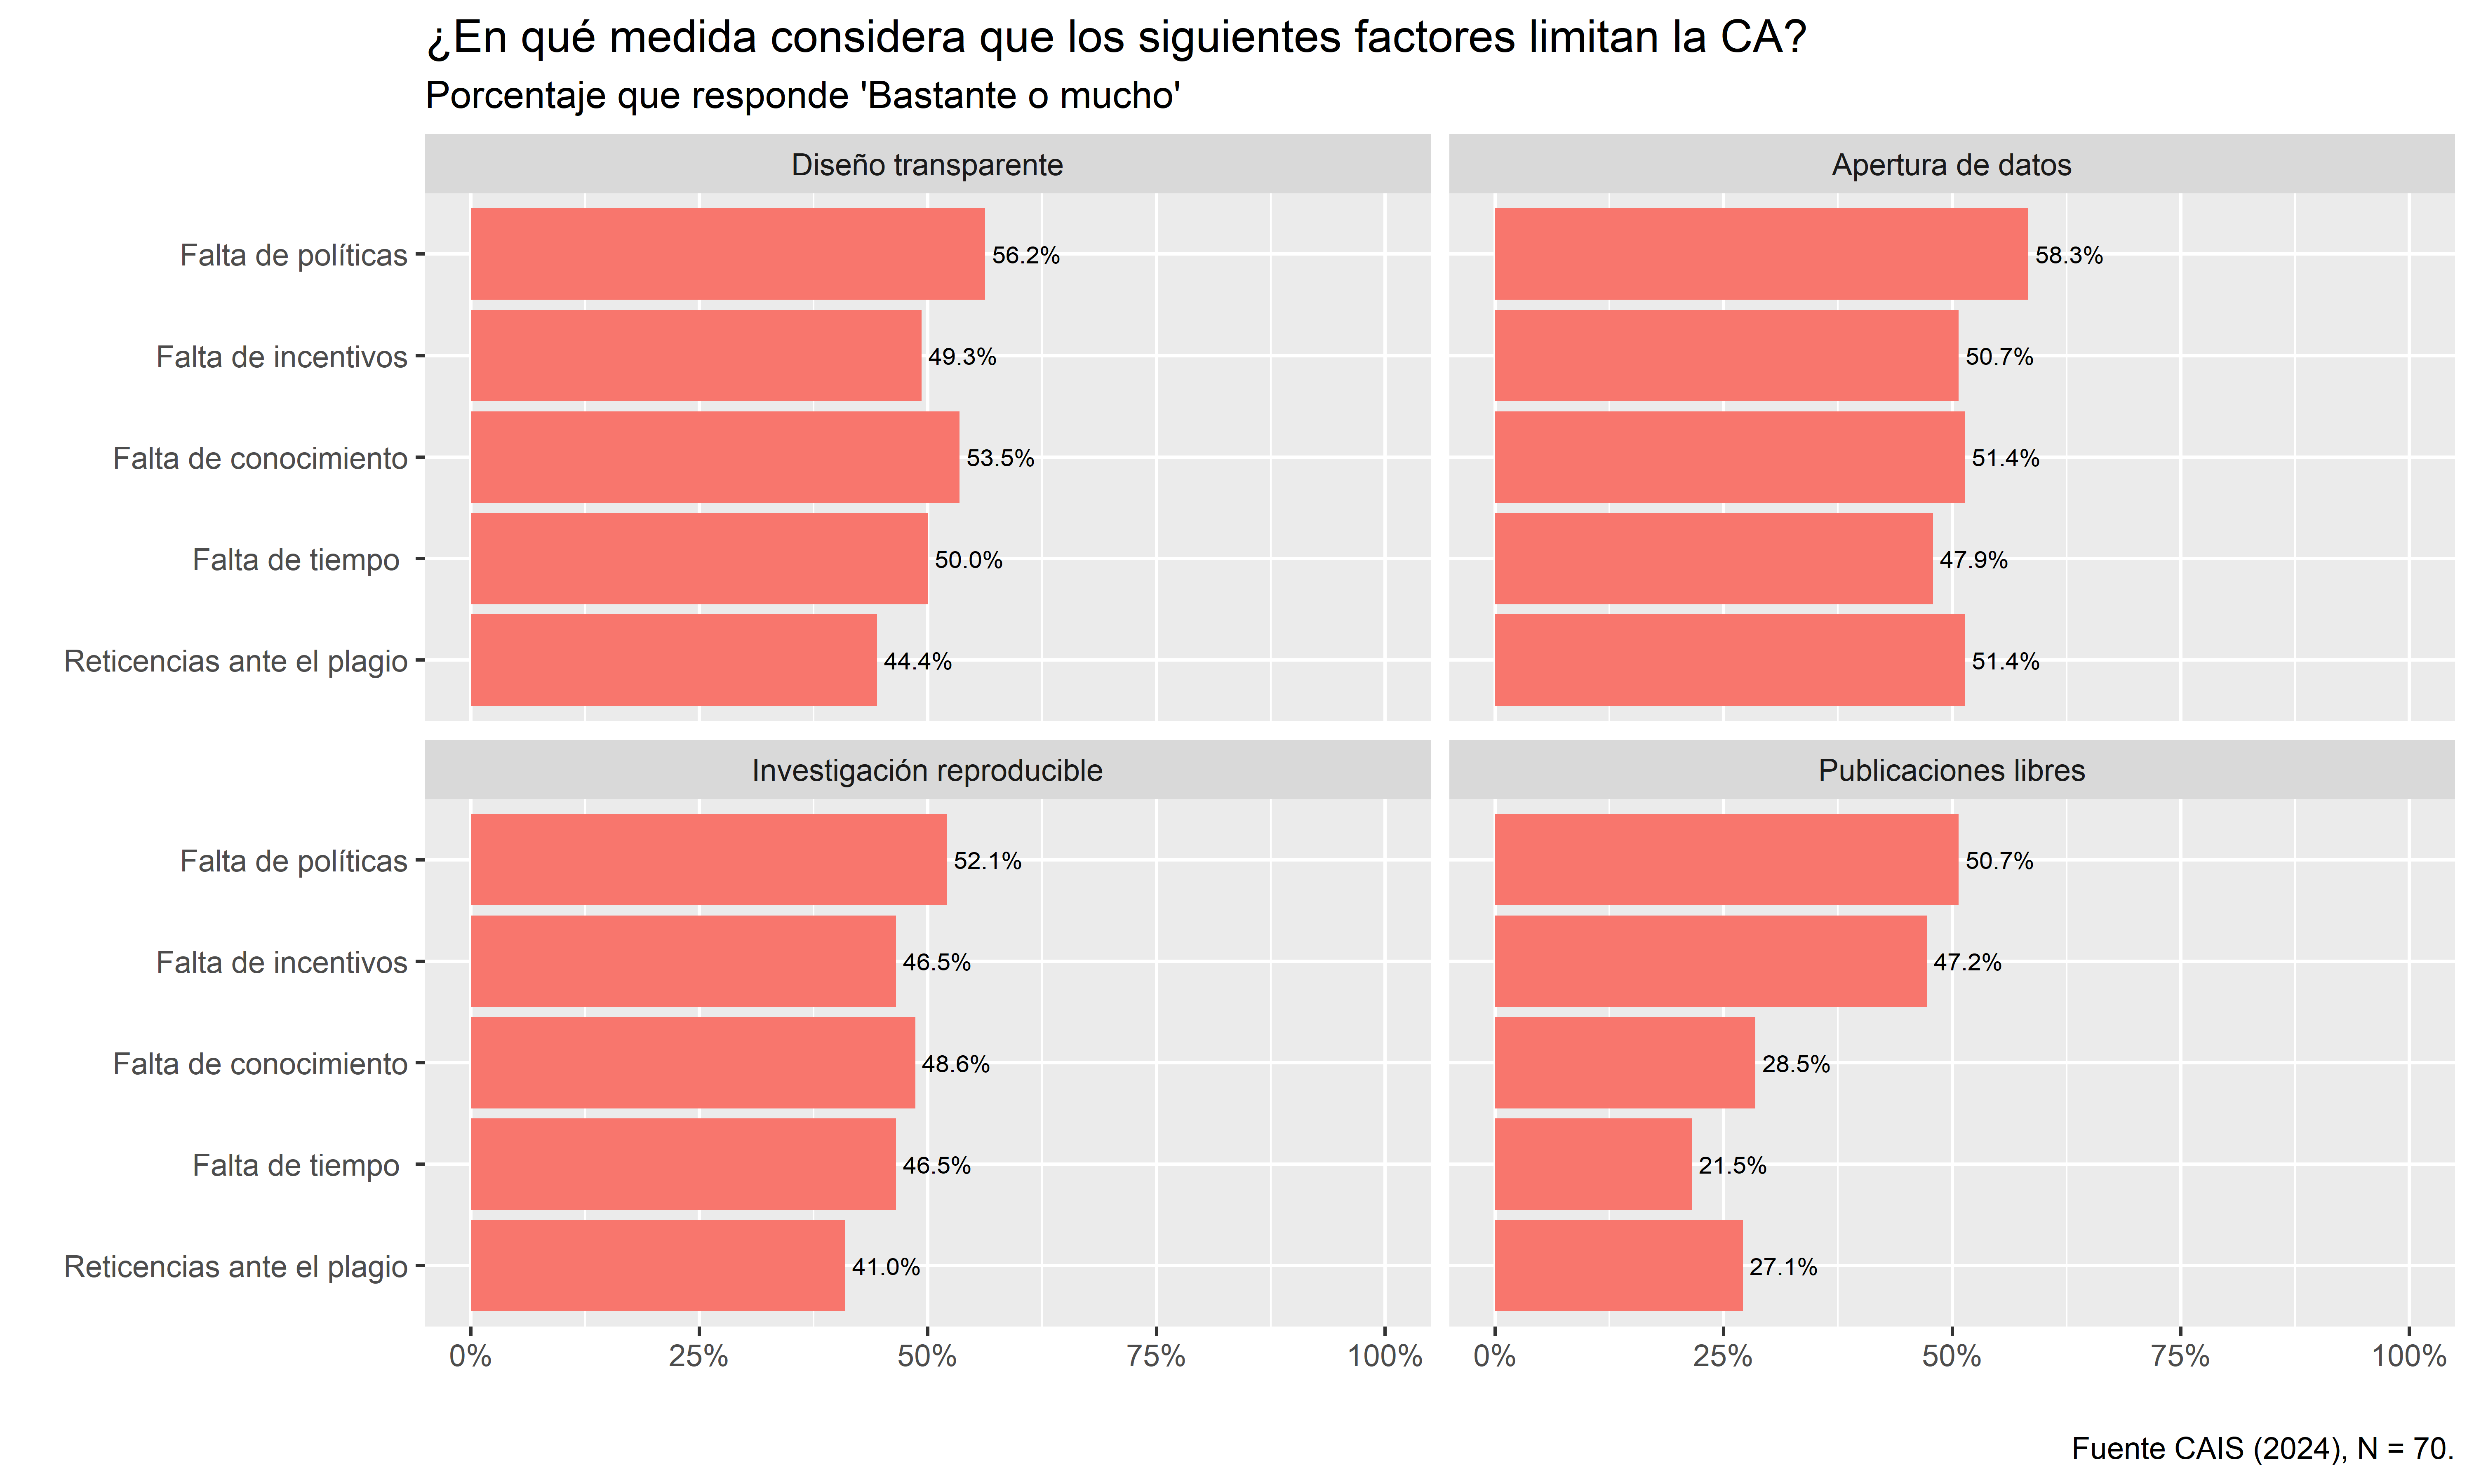 ¿En qué medida considera que los siguientes factores limitan la CA?
Porcentaje que responde 'Bastante o mucho'
Diseño transparente
Falta de políticas
56.2%
Falta de incentivos
49.3%
Falta de conocimiento
53.5%
Falta de tiempo
50.0%
Reticencias ante el plagio
44.4%
Apertura de datos
58.3%
50.7%
51.4%
47.9%
51.4%
Investigación reproducible
Falta de políticas
52.1%
Falta de incentivos
46.5%
Falta de conocimiento
48.6%
Falta de tiempo
46.5%
Reticencias ante el plagio
41.0%
0% 25% 50% 75% 100%
Publicaciones libres
50.7%
47.2%
28.5%
21.5%
27.1%
0% 25% 50% 75% 100%
Fuente CAIS (2024), N = 70.